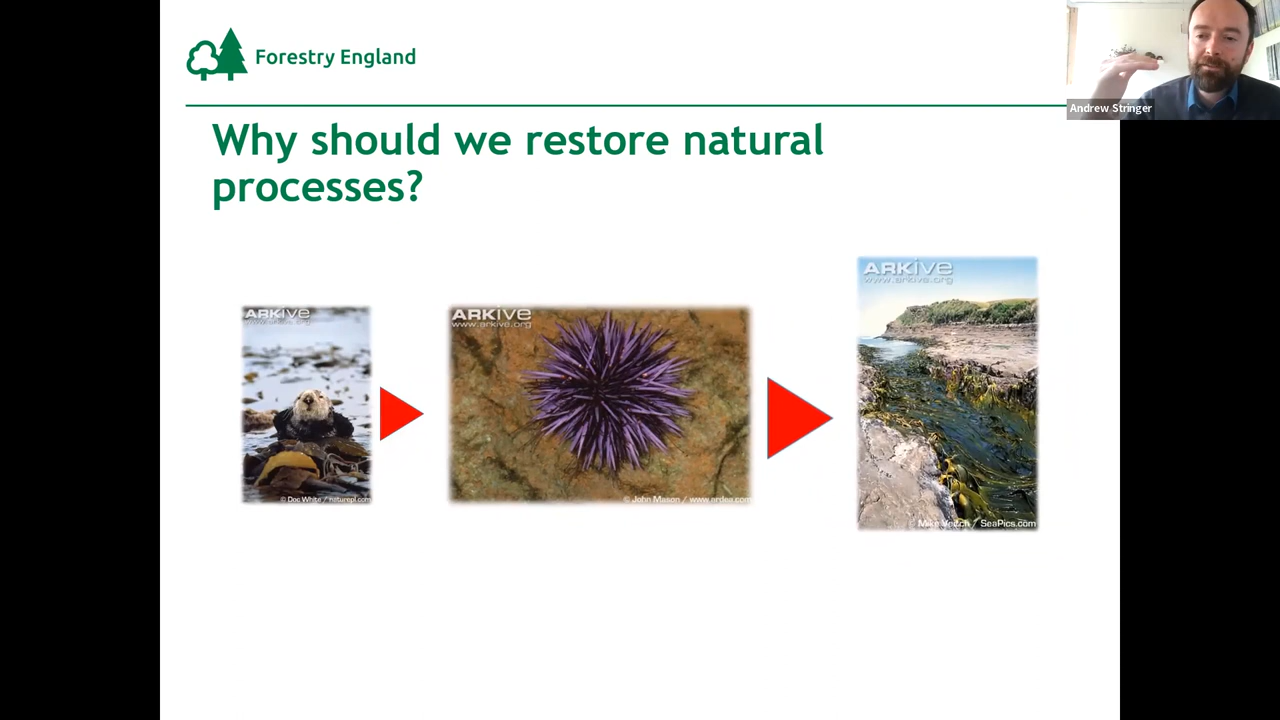 Forestry England
Andrew Stringer
Why should we restore natural
processes?
ARKIVE
www.arkive.org
© Doc White / naturepl.com
ARKIVE
www.arkive.org
© John Mason / www.ardea.com
ARKIVE
www.arkive.org
© Mike Veitch / SeaPics.com